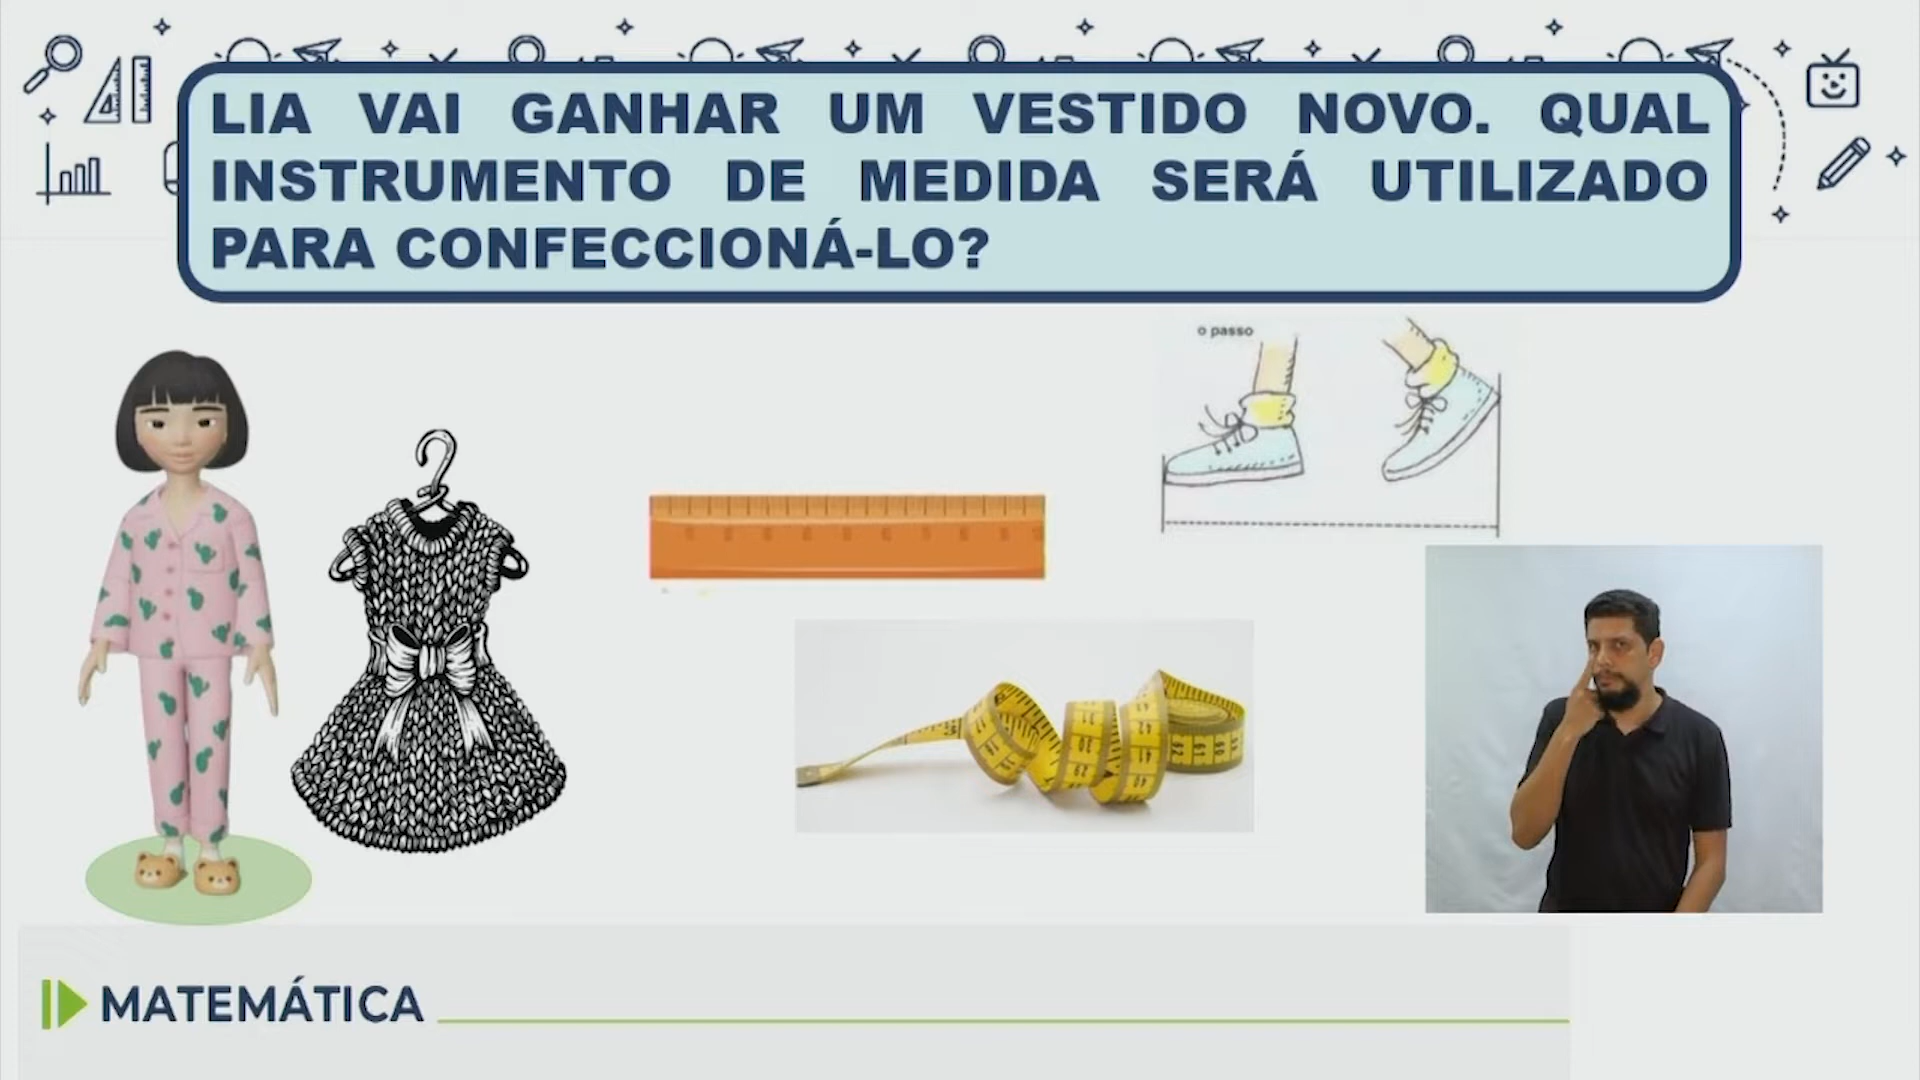 LIA VAI GANHAR UM VESTIDO NOVO. QUAL
INSTRUMENTO DE MEDIDA SERÁ UTILIZADO
PARA CONFECCIONÁ-LO?
o passo
MATEMÁTICA